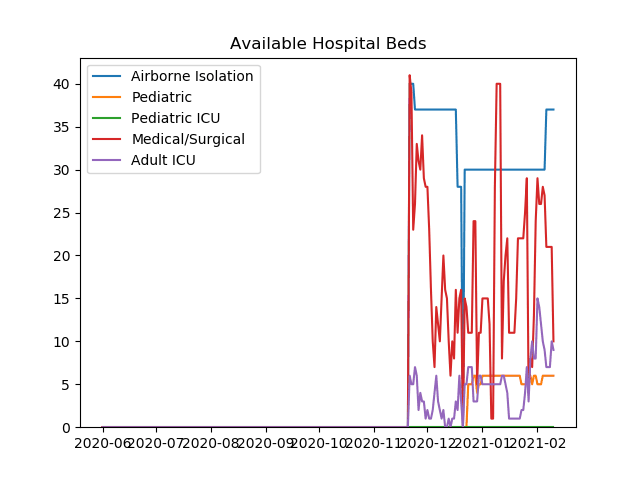 Available Hospital Beds
Airborne Isolation
Pediatric
Pediatric ICU
Medical/Surgical
Adult ICU
40
35
30
25
20
15
10
5
0
2020-06 2020-07 2020-08 2020-09 2020-10 2020-11 2020-12 2021-01 2021-02